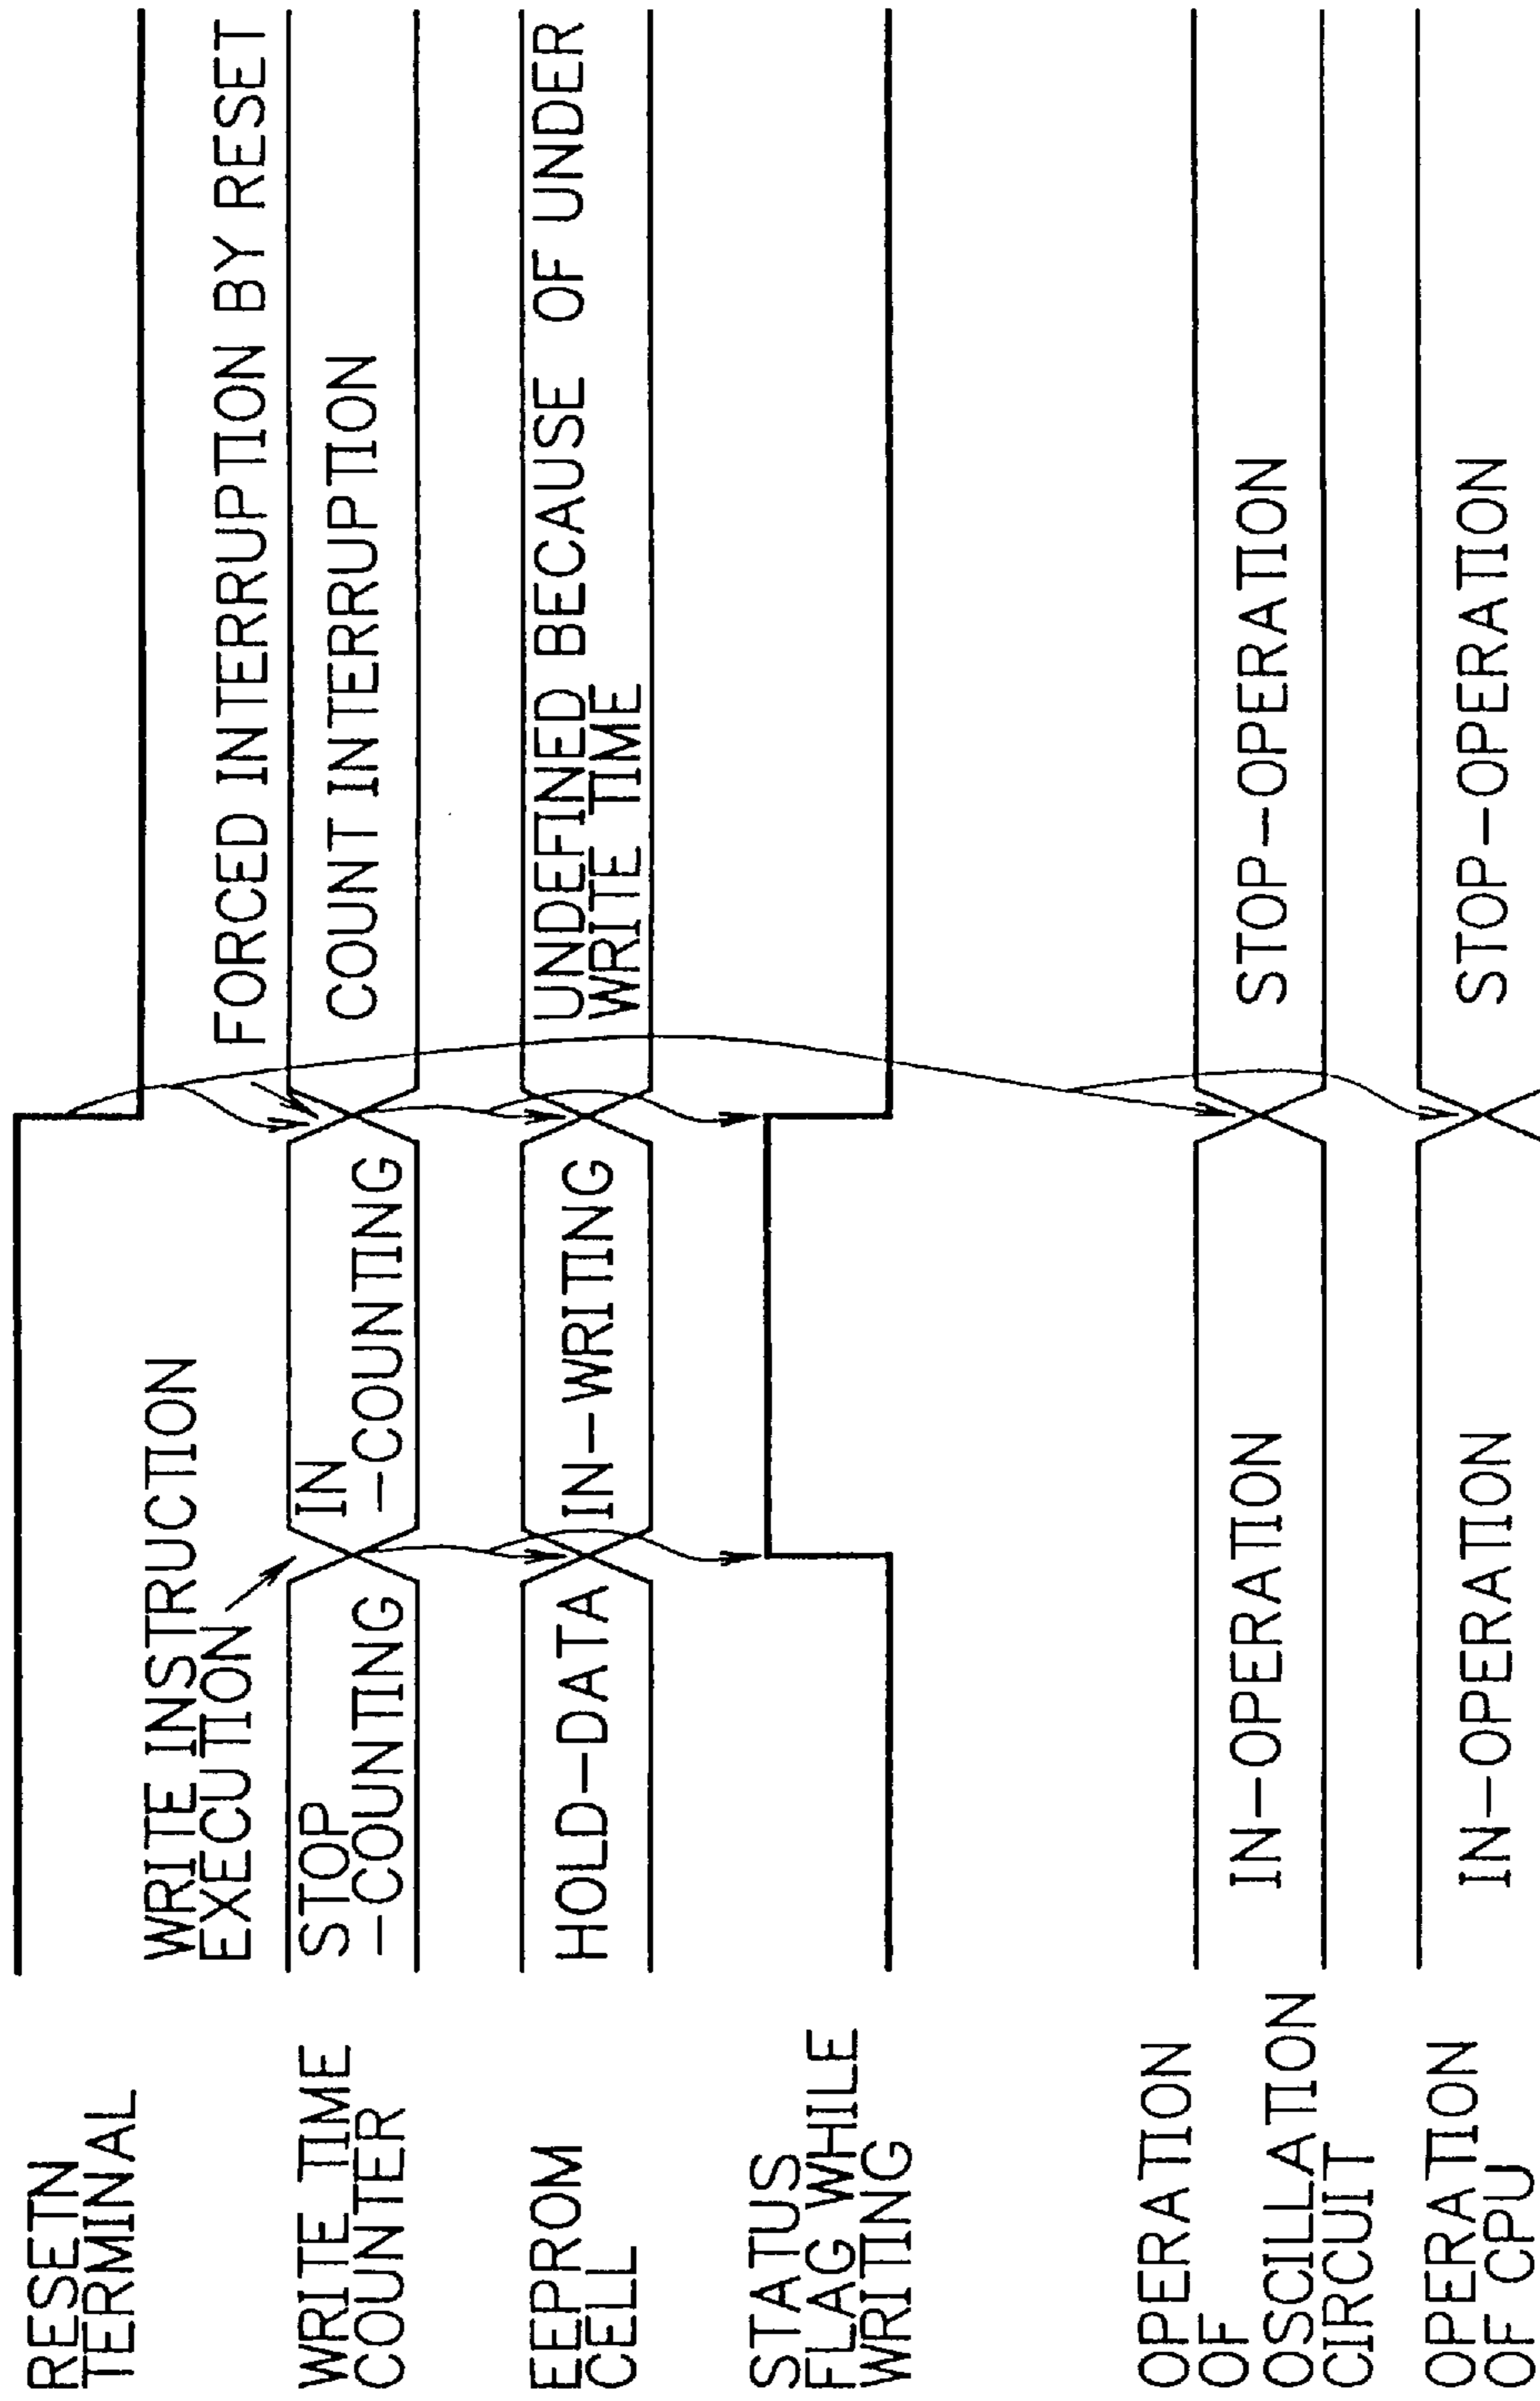 RESETN
TERMINAL
WRITE INSTRUCTION
EXECUTION
FORCED INTERRUPTION BY RESET
WRITE TIME
COUNTER
STOP
-COUNTING
IN
-COUNTING
COUNT INTERRUPTION
EEPROM
CELL
HOLD-DATA
IN-WRITING
UNDEFINED BECAUSE OF UNDER
WRITE TIME
STATUS
FLAG WHILE
WRITING
OPERATION
OF
OSCILLATION
CIRCUIT
IN-OPERATION
STOP-OPERATION
OPERATION
OF CPU
IN-OPERATION
STOP-OPERATION